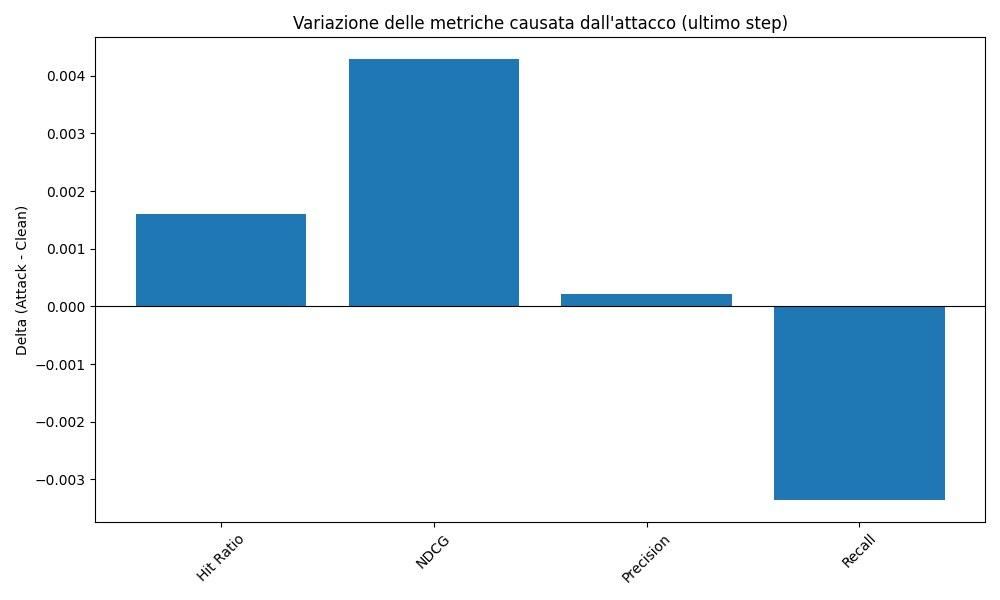 Variazione delle metriche causata dall'attacco (ultimo step)
Delta (Attack - Clean)
0.004
0.003
0.002
0.001
0.000
−0.001
−0.002
−0.003
Hit Ratio
NDCG
Precision
Recall